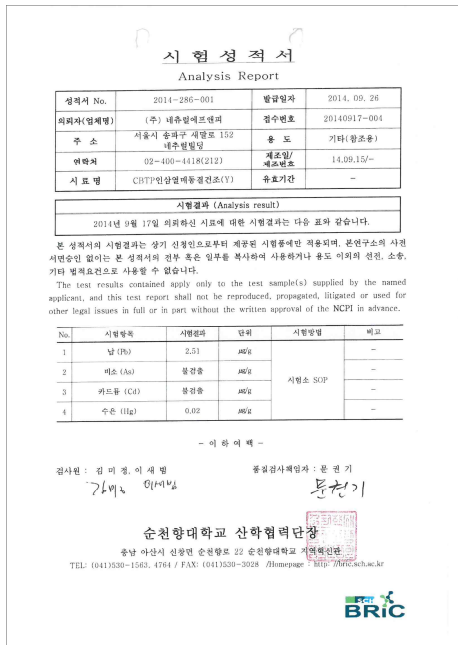 시 험 성 적 서
Analysis Report
성적서 No. 2014-286-001 발급일자 2014. 09. 26
의뢰자(업체명) (주) 네츄럴에프앤피 접수번호 20140917-004
주 소 서울시 송파구 새말로 152 네추럴빌딩 용 도 기타(참조용)
연락처 02-400-4418(212) 제조일/제조번호 14.09.15/-
시 료 명 CBTP인삼열매동결건조(Y) 유효기간 -
시험결과 (Analysis result)
2014년 9월 17일 의뢰하신 시료에 대한 시험결과는 다음 표와 같습니다.
본 성적서의 시험결과는 상기 신청인으로부터 제공된 시험품에만 적용되며, 본연구소의 사전
서면승인 없이는 본 성적서의 전부 혹은 일부를 복사하여 사용하거나 용도 이외의 선전, 소송,
기타 법적요건으로 사용할 수 없습니다.
The test results contained apply only to the test sample(s) supplied by the named
applicant, and this test report shall not be reproduced, propagated, litigated or used for
other legal issues in full or in part without the written approval of the NCPI in advance.
No. 시험항목 시험결과 단위 시험방법 비고
1 납 (Pb) 2.51 μg/g 시험소 SOP -
2 비소 (As) 불검출 μg/g -
3 카드뮴 (Cd) 불검출 μg/g -
4 수은 (Hg) 0.02 μg/g -
- 이 하 여 백 -
검사원 : 김 미 정, 이 새 별 품질검사책임자 : 문 권 기
순천향대학교 산학협력단장
충남 아산시 신창면 순천향로 22 순천향대학교 지역혁신관
TEL: (041)530-1563, 4764 / FAX: (041)530-3028 /Homepage : http://bric.sch.ac.kr
BRIC